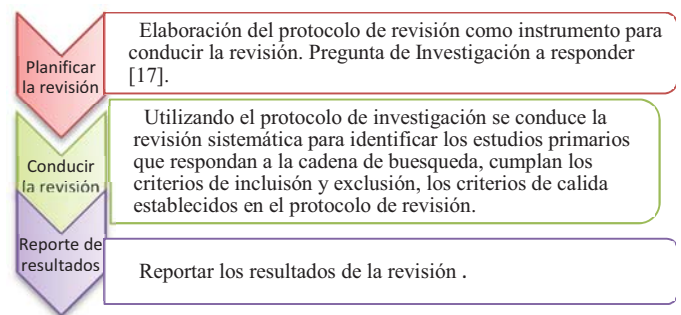 Planificar
la revisión
Elaboración del protocolo de revisión como instrumento para
conducir la revisión. Pregunta de Investigación a responder
[17].
Conducir
la revisión
Utilizando el protocolo de investigación se conduce la
revisión sistemática para identificar los estudios primarios
que respondan a la cadena de buesqueda, cumplan los
criterios de incluisón y exclusión, los criterios de calida
establecidos en el protocolo de revisión.
Reporte de
resultados
Reportar los resultados de la revisión .